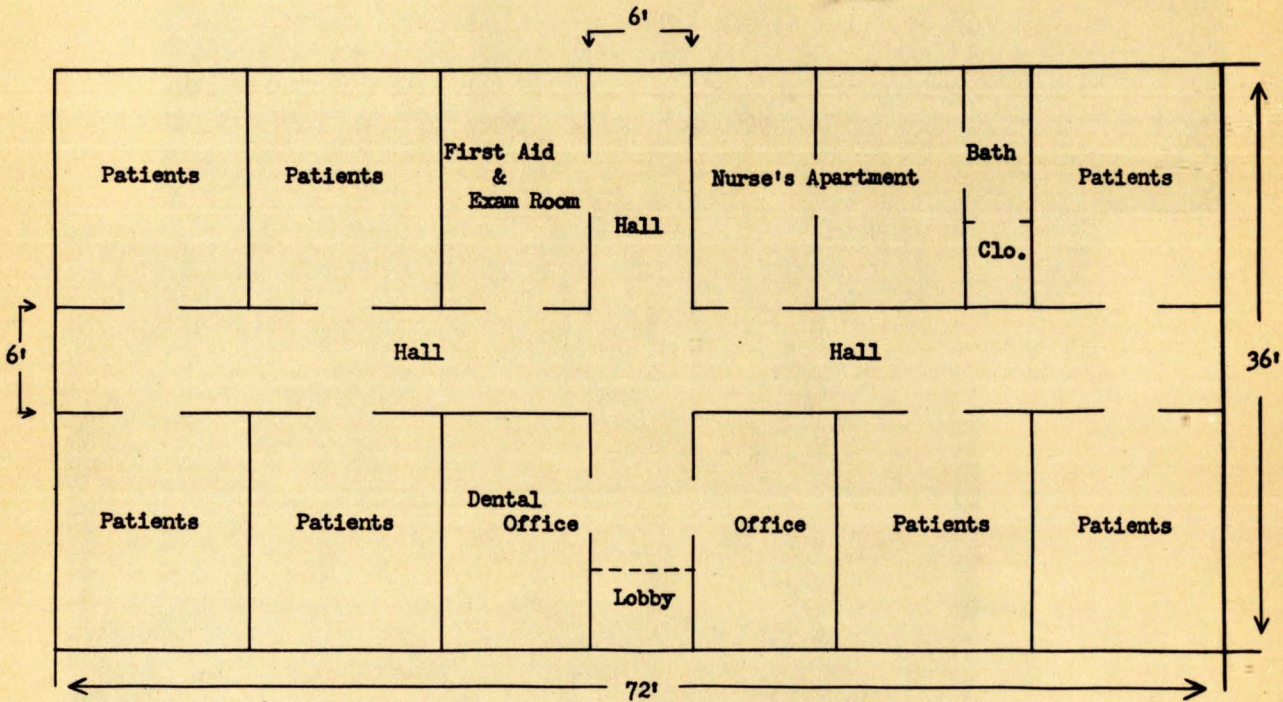 6'
Patients
Patients
First Aid
&
Exam Room
Hall
Nurse's Apartment
Bath
Clo.
Patients
6'
Hall
Hall
36'
Patients
Patients
Dental
Office
Lobby
Office
Patients
Patients
72'